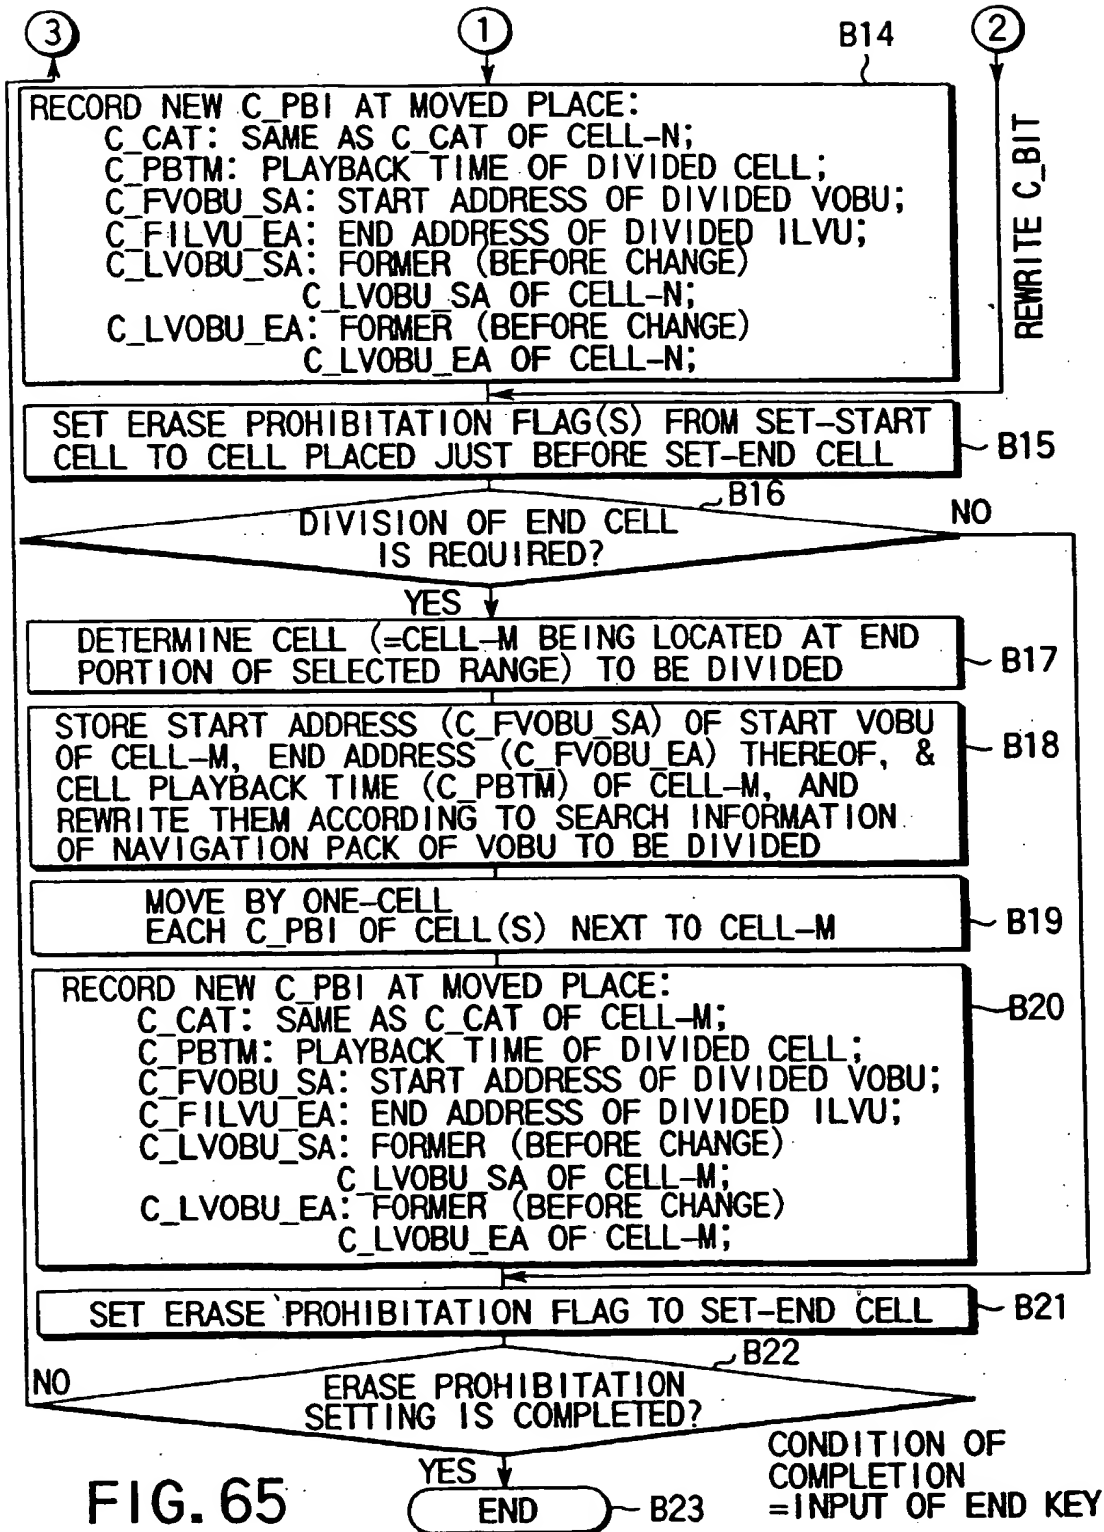 3
1
2
B14
RECORD NEW C_PBI AT MOVED PLACE:
C_CAT: SAME AS C_CAT OF CELL-N;
C_PBTM: PLAYBACK TIME OF DIVIDED CELL;
C_FVOBU_SA: START ADDRESS OF DIVIDED VOBU;
C_FILVU_EA: END ADDRESS OF DIVIDED ILVU;
C_LVOBU_SA: FORMER (BEFORE CHANGE)
C_LVOBU_SA OF CELL-N;
C_LVOBU_EA: FORMER (BEFORE CHANGE)
C_LVOBU_EA OF CELL-N;
REWRITE C_BIT
SET ERASE PROHIBITATION FLAG(S) FROM SET-START
CELL TO CELL PLACED JUST BEFORE SET-END CELL
B15
B16
DIVISION OF END CELL
IS REQUIRED?
NO
YES
DETERMINE CELL (=CELL-M BEING LOCATED AT END
PORTION OF SELECTED RANGE) TO BE DIVIDED
B17
STORE START ADDRESS (C_FVOBU_SA) OF START VOBU
OF CELL-M, END ADDRESS (C_FVOBU_EA) THEREOF, &
CELL PLAYBACK TIME (C_PBTM) OF CELL-M, AND
REWRITE THEM ACCORDING TO SEARCH INFORMATION
OF NAVIGATION PACK OF VOBU TO BE DIVIDED
B18
MOVE BY ONE-CELL
EACH C_PBI OF CELL(S) NEXT TO CELL-M
B19
RECORD NEW C_PBI AT MOVED PLACE:
C_CAT: SAME AS C_CAT OF CELL-M;
C_PBTM: PLAYBACK TIME OF DIVIDED CELL;
C_FVOBU_SA: START ADDRESS OF DIVIDED VOBU;
C_FILVU_EA: END ADDRESS OF DIVIDED ILVU;
C_LVOBU_SA: FORMER (BEFORE CHANGE)
C_LVOBU_SA OF CELL-M;
C_LVOBU_EA: FORMER (BEFORE CHANGE)
C_LVOBU_EA OF CELL-M;
B20
SET ERASE PROHIBITATION FLAG TO SET-END CELL
B21
B22
NO
ERASE PROHIBITATION
SETTING IS COMPLETED?
YES
CONDITION OF
COMPLETION
=INPUT OF END KEY
END
B23
FIG. 65